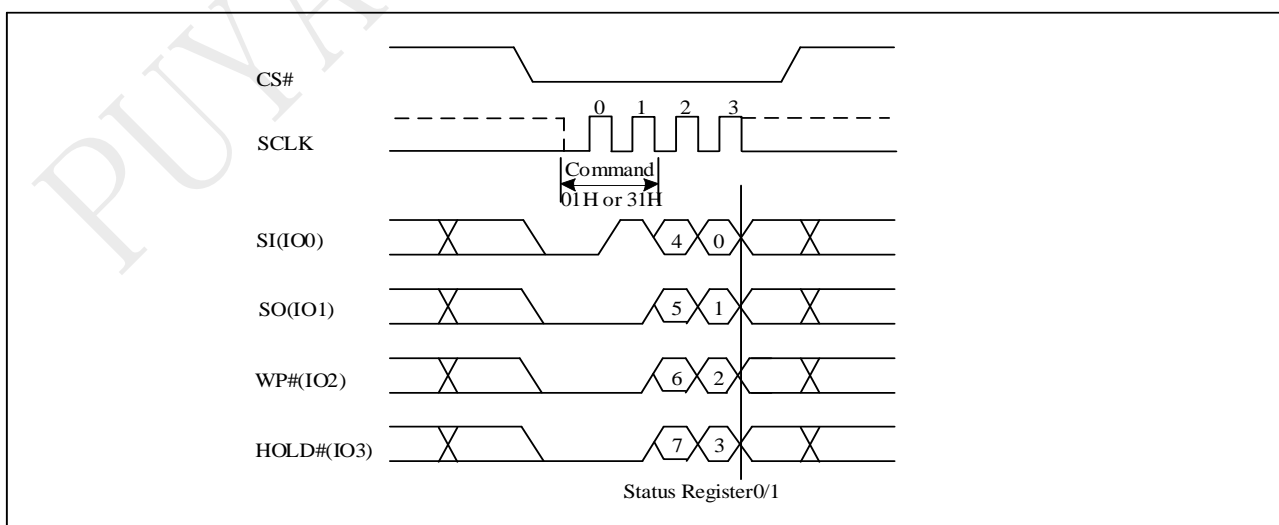 PUYA
CS#
0 1 2 3
SCLK
Command
01H or 31H
SI(IO0) 4 0
SO(IO1) 5 1
WP#(IO2) 6 2
HOLD#(IO3) 7 3
Status Register0/1